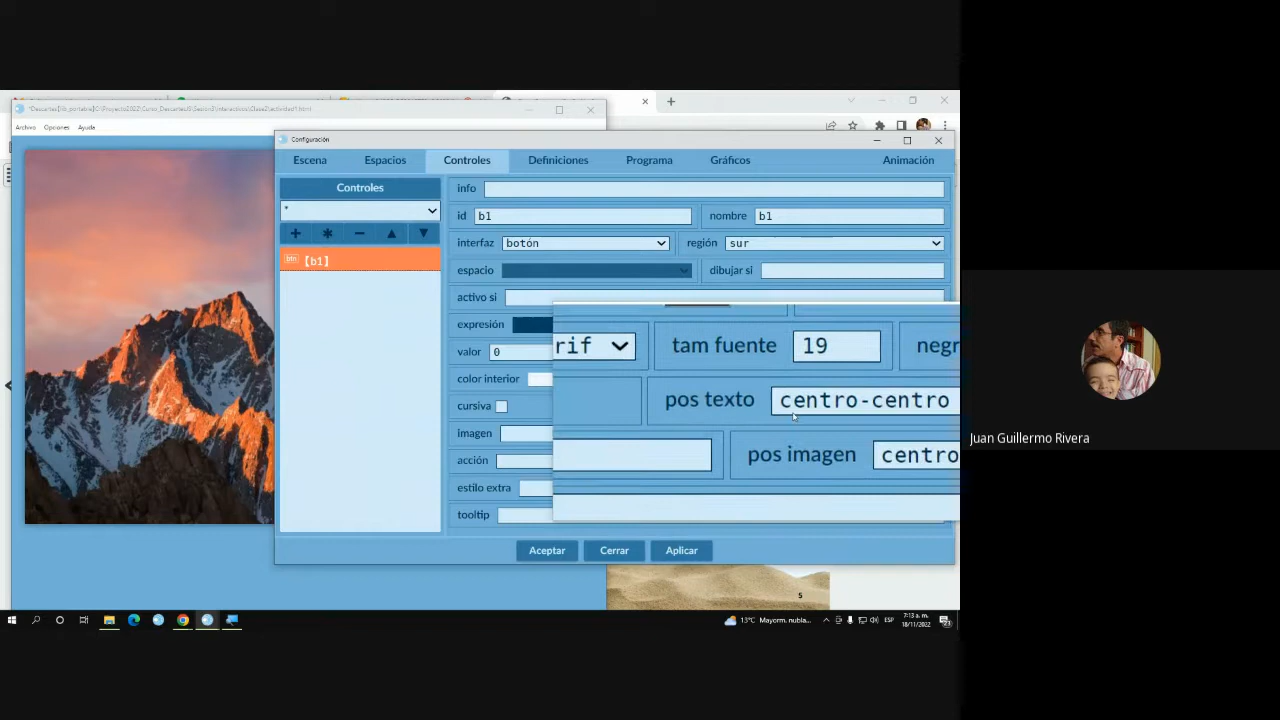 Archivo Opciones Ayuda
Configuración
Escena Espacios Controles Definiciones Programa Gráficos Animación
Controles
*
+ * − ▲ ▼
btn 【b1】
info
id b1 nombre b1
interfaz botón región sur
espacio dibujar si
activo si
expresión
valor 0
color interior
cursiva
imagen
acción
estilo extra
tooltip
rif tam fuente 19 negr
pos texto centro-centro
pos imagen centro
Aceptar Cerrar Aplicar
5
13°C Mayorm. nubla... ESP 7:13 a. m.
18/11/2022
Juan Guillermo Rivera